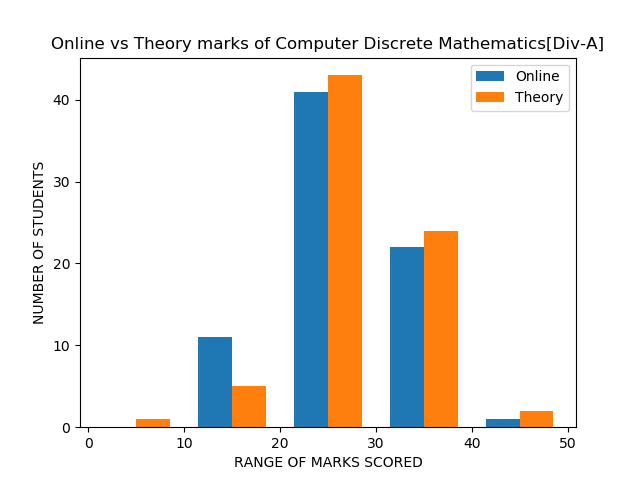 Online vs Theory marks of Computer Discrete Mathematics[Div-A]
Online
Theory
NUMBER OF STUDENTS
40
30
20
10
0
0 10 20 30 40 50
RANGE OF MARKS SCORED